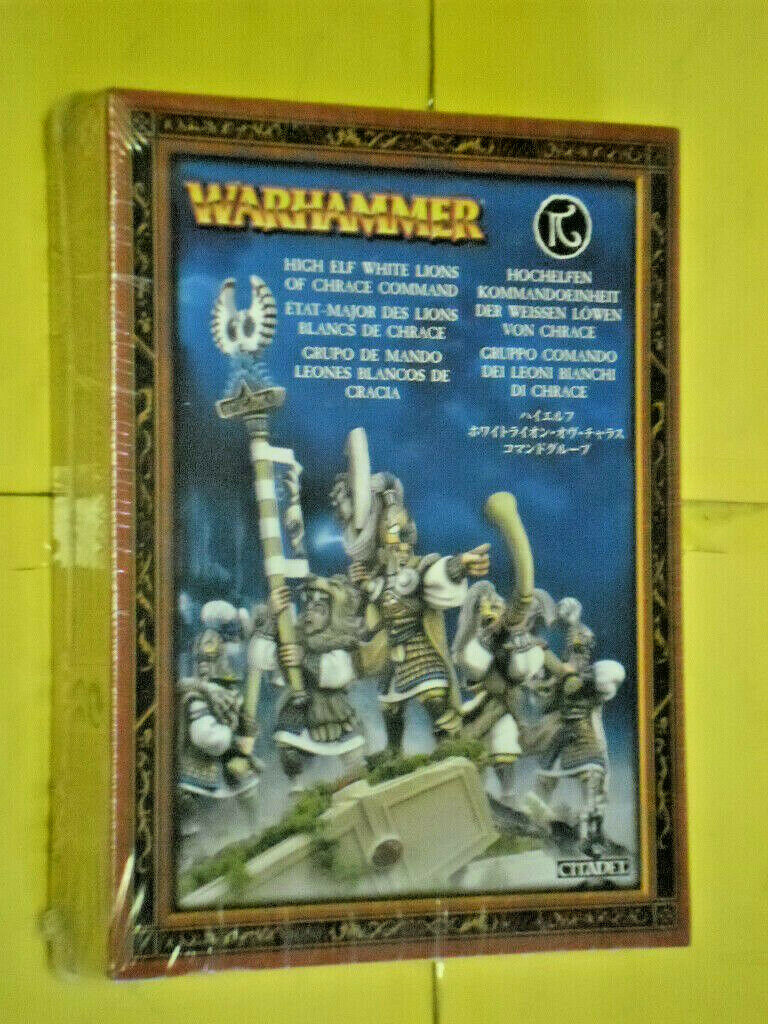 WARHAMMER
HIGH ELF WHITE LIONS
OF CHRACE COMMAND
ÉTAT-MAJOR DES LIONS
BLANCS DE CHRACE
GRUPO DE MANDO
LEONES BLANCOS DE
CRACIA
HOCHELFEN
KOMMANDOEINHEIT
DER WEISSEN LÖWEN
VON CHRACE
GRUPPO COMANDO
DEI LEONI BIANCHI
DI CHRACE
ハイエルフ
ホワイトライオン・オヴ・チャラス
コマンドグループ
CITADEL